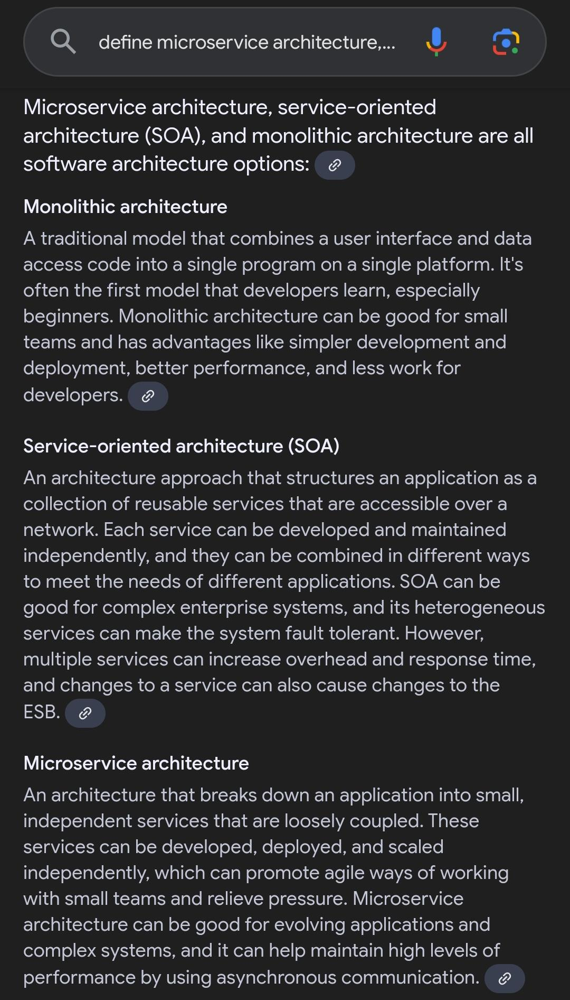 define microservice architecture,...
Microservice architecture, service-oriented
architecture (SOA), and monolithic architecture are all
software architecture options:
Monolithic architecture
A traditional model that combines a user interface and data
access code into a single program on a single platform. It's
often the first model that developers learn, especially
beginners. Monolithic architecture can be good for small
teams and has advantages like simpler development and
deployment, better performance, and less work for
developers.
Service-oriented architecture (SOA)
An architecture approach that structures an application as a
collection of reusable services that are accessible over a
network. Each service can be developed and maintained
independently, and they can be combined in different ways
to meet the needs of different applications. SOA can be
good for complex enterprise systems, and its heterogeneous
services can make the system fault tolerant. However,
multiple services can increase overhead and response time,
and changes to a service can also cause changes to the
ESB.
Microservice architecture
An architecture that breaks down an application into small,
independent services that are loosely coupled. These
services can be developed, deployed, and scaled
independently, which can promote agile ways of working
with small teams and relieve pressure. Microservice
architecture can be good for evolving applications and
complex systems, and it can help maintain high levels of
performance by using asynchronous communication.